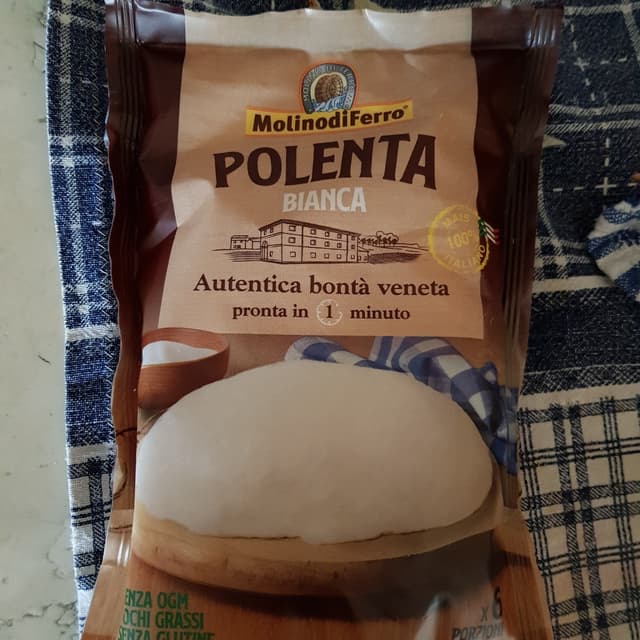 MolinodiFerro®
POLENTA
BIANCA
MAIS
100%
ITALIANO
Autentica bontà veneta
pronta in 1 minuto
ENZA OGM
OCHI GRASSI
SENZA GLUTINE
x 6
PORZIONI